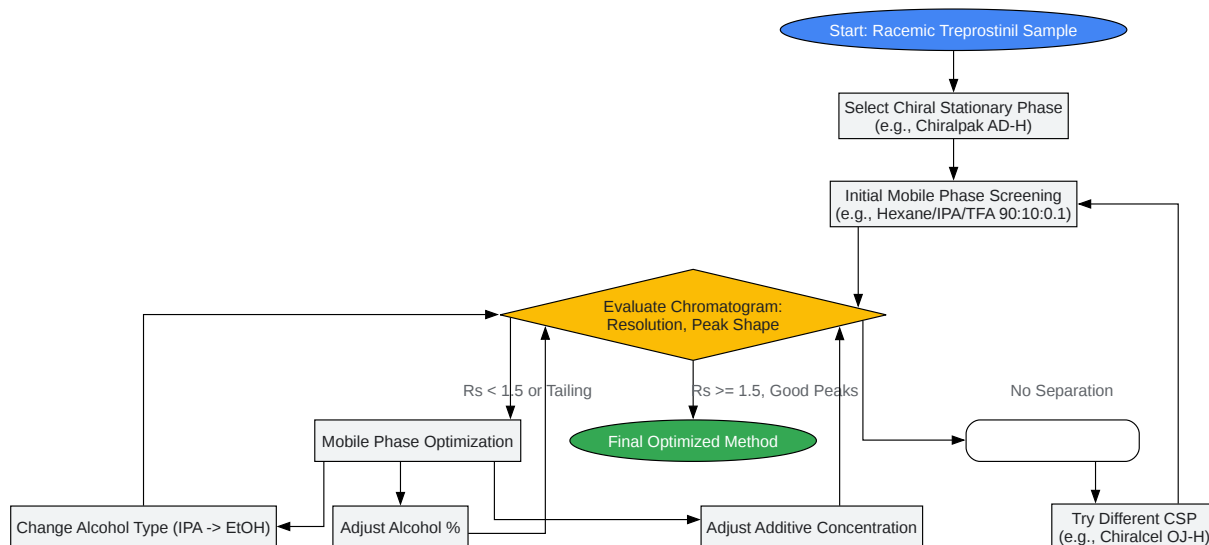 Start: Racemic Treprostinil Sample
Select Chiral Stationary Phase
(e.g., Chiralpak AD-H)
Initial Mobile Phase Screening
(e.g., Hexane/IPA/TFA 90:10:0.1)
Evaluate Chromatogram:
Resolution, Peak Shape
Rs < 1.5 or Tailing
Rs >= 1.5, Good Peaks
No Separation
Mobile Phase Optimization
Final Optimized Method
Change Alcohol Type (IPA -> EtOH)
Adjust Alcohol %
Adjust Additive Concentration
Try Different CSP
(e.g., Chiralcel OJ-H)